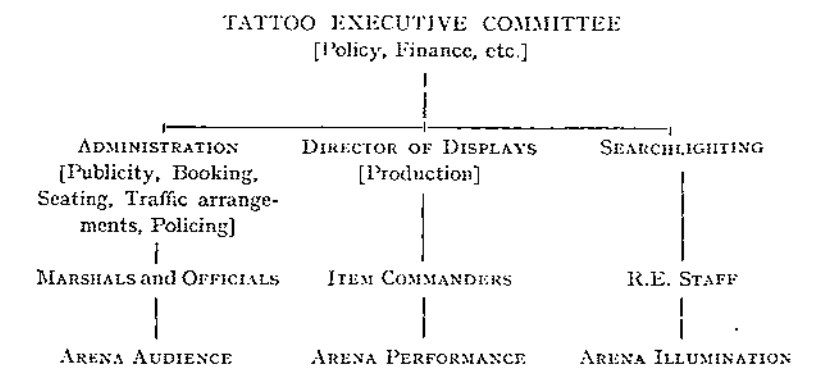 TATTOO EXECUTIVE COMMITTEE
[Policy, Finance, etc.]
ADMINISTRATION
[Publicity, Booking,
Seating, Traffic arrange-
ments, Policing]
DIRECTOR OF DISPLAYS
[Production]
SEARCHLIGHTING
MARSHALS and OFFICIALS
ITEM COMMANDERS
R.E. STAFF
ARENA AUDIENCE
ARENA PERFORMANCE
ARENA ILLUMINATION